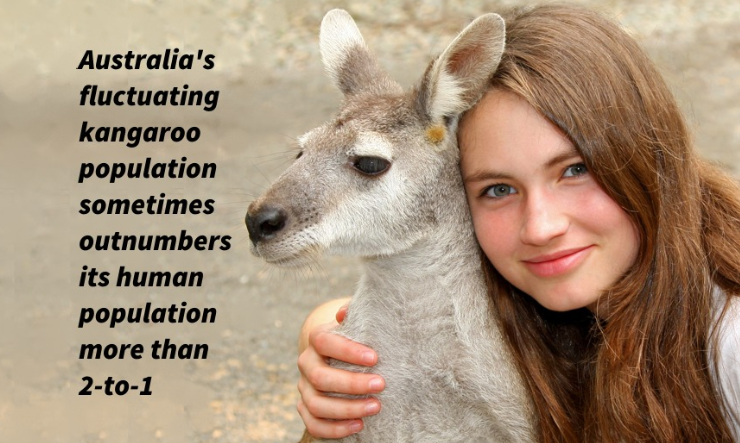 Australia's
fluctuating
kangaroo
population
sometimes
outnumbers
its human
population
more than
2-to-1